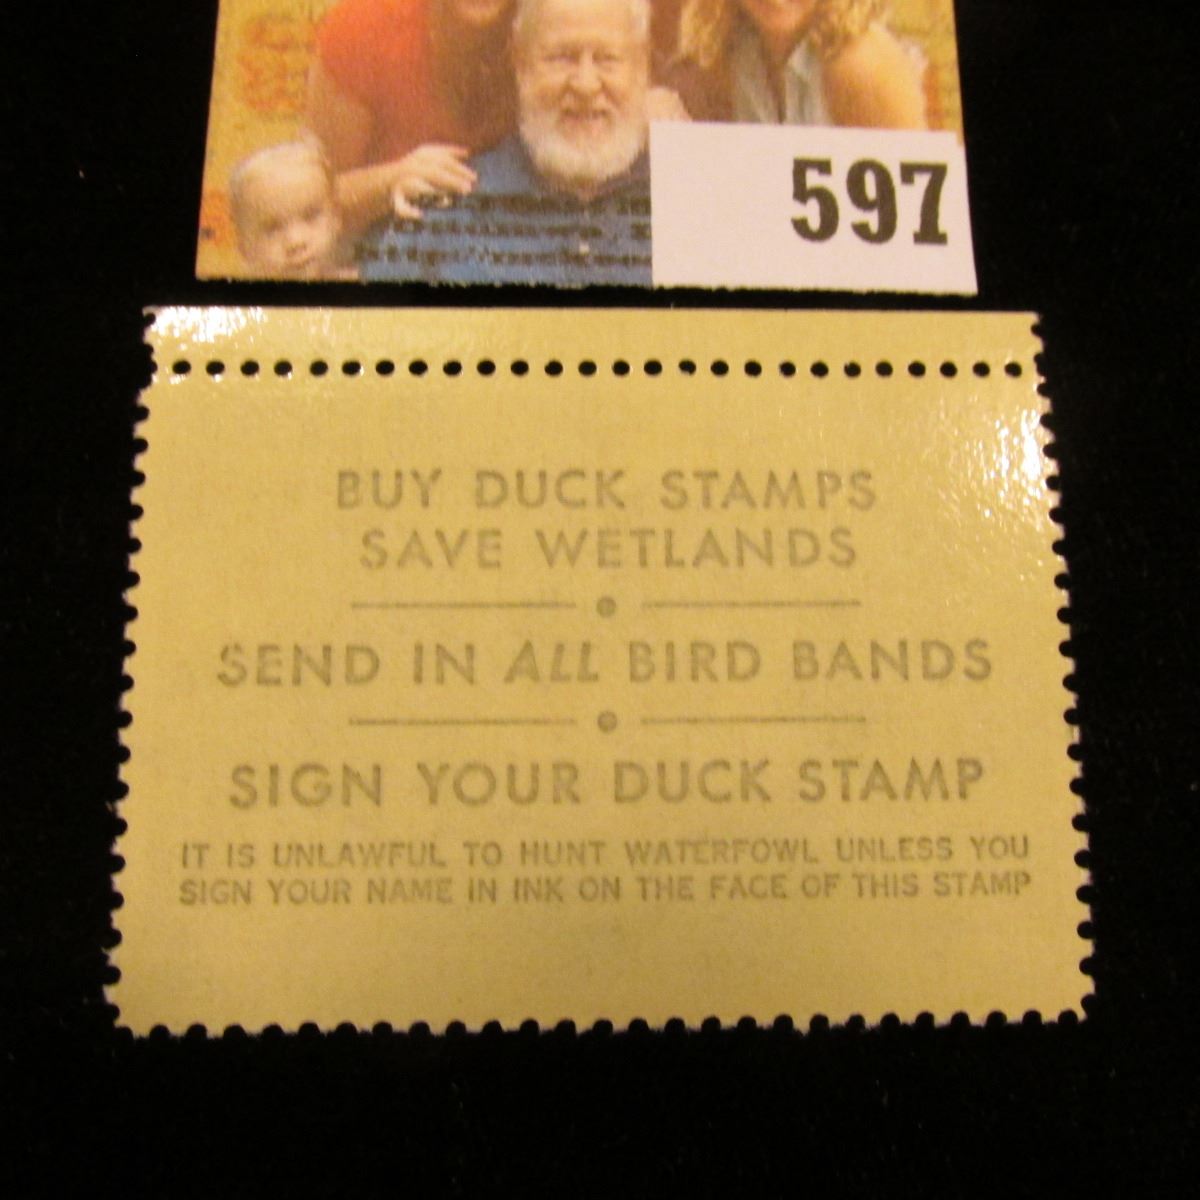 597
BUY DUCK STAMPS
SAVE WETLANDS
SEND IN ALL BIRD BANDS
SIGN YOUR DUCK STAMP
IT IS UNLAWFUL TO HUNT WATERFOWL UNLESS YOU
SIGN YOUR NAME IN INK ON THE FACE OF THIS STAMP